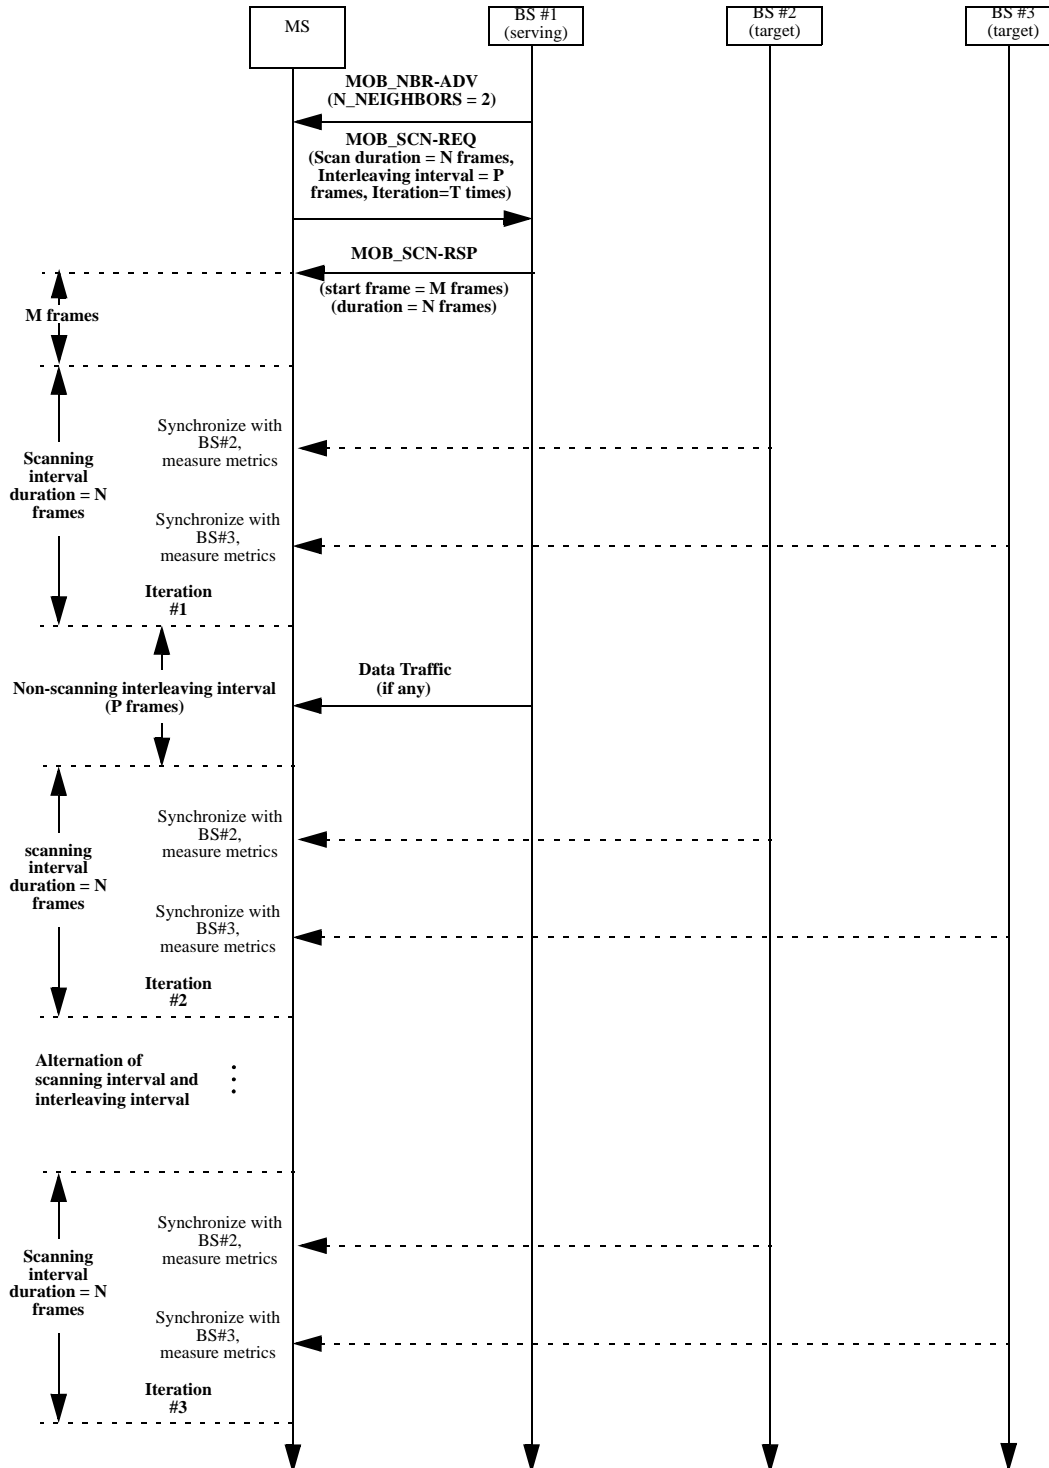 MS
BS #1
(serving)
BS #2
(target)
BS #3
(target)
MOB_NBR-ADV
(N_NEIGHBORS = 2)
MOB_SCN-REQ
(Scan duration = N frames,
Interleaving interval = P
frames, Iteration=T times)
MOB_SCN-RSP
(start frame = M frames)
(duration = N frames)
M frames
Synchronize with
BS#2,
measure metrics
Scanning
interval
duration = N
frames
Synchronize with
BS#3,
measure metrics
Iteration
#1
Data Traffic
(if any)
Non-scanning interleaving interval
(P frames)
Synchronize with
BS#2,
measure metrics
scanning
interval
duration = N
frames
Synchronize with
BS#3,
measure metrics
Iteration
#2
Alternation of
scanning interval and
interleaving interval
Synchronize with
BS#2,
measure metrics
Scanning
interval
duration = N
frames
Synchronize with
BS#3,
measure metrics
Iteration
#3